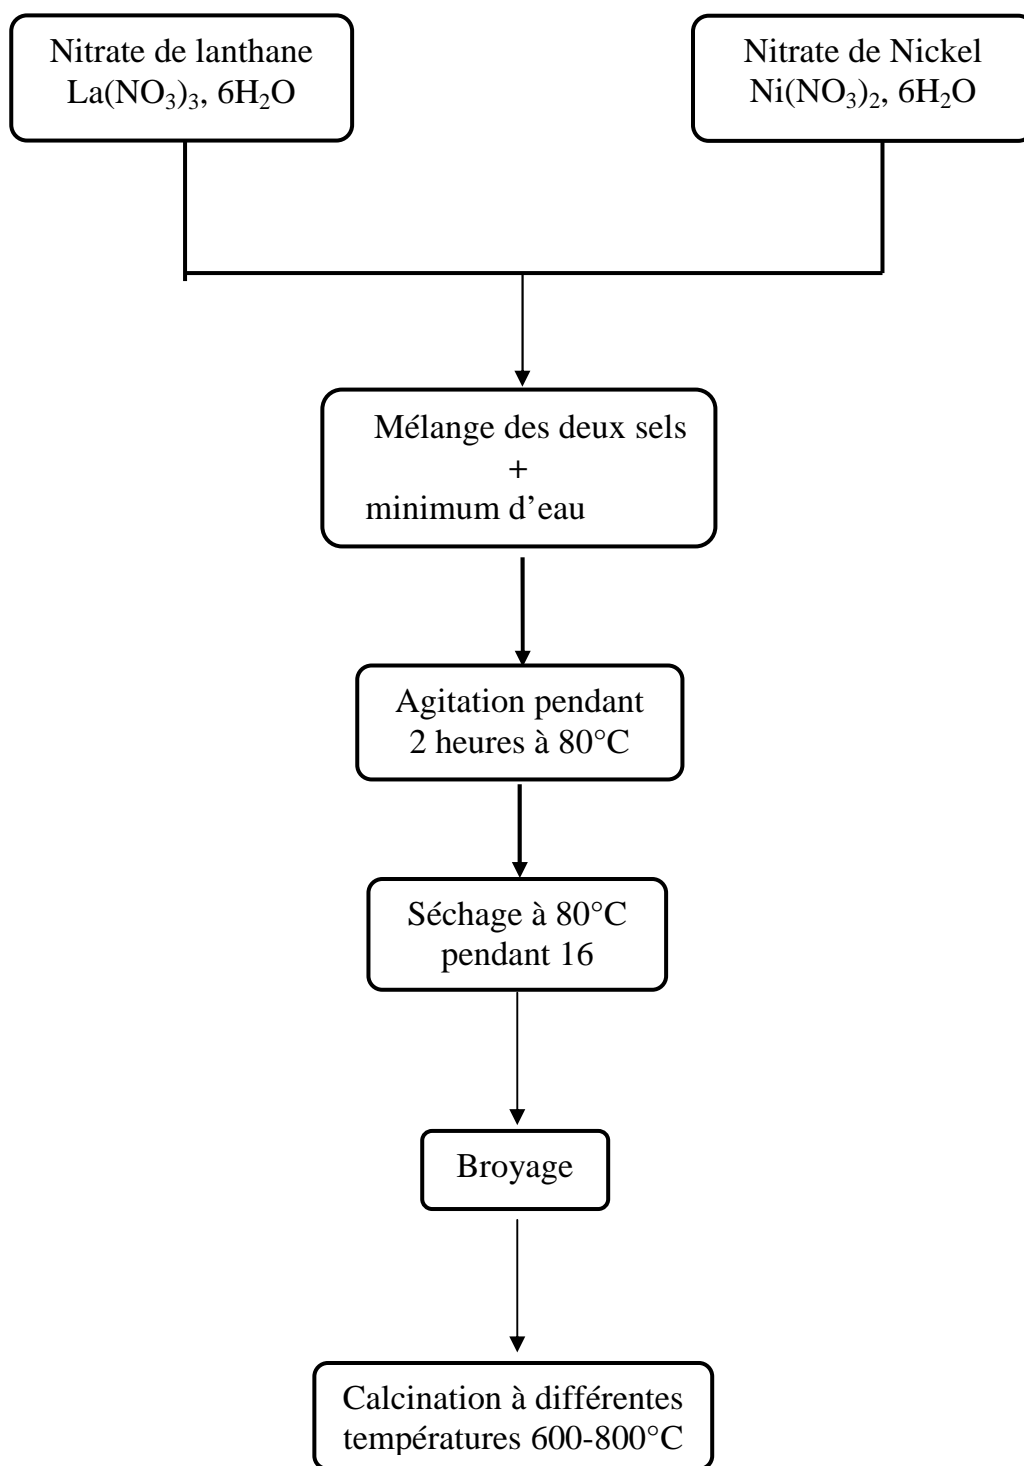 Nitrate de lanthane
La(NO₃)₃, 6H₂O
Nitrate de Nickel
Ni(NO₃)₂, 6H₂O
Mélange des deux sels
+
minimum d’eau
Agitation pendant
2 heures à 80°C
Séchage à 80°C
pendant 16
Broyage
Calcination à différentes
températures 600-800°C